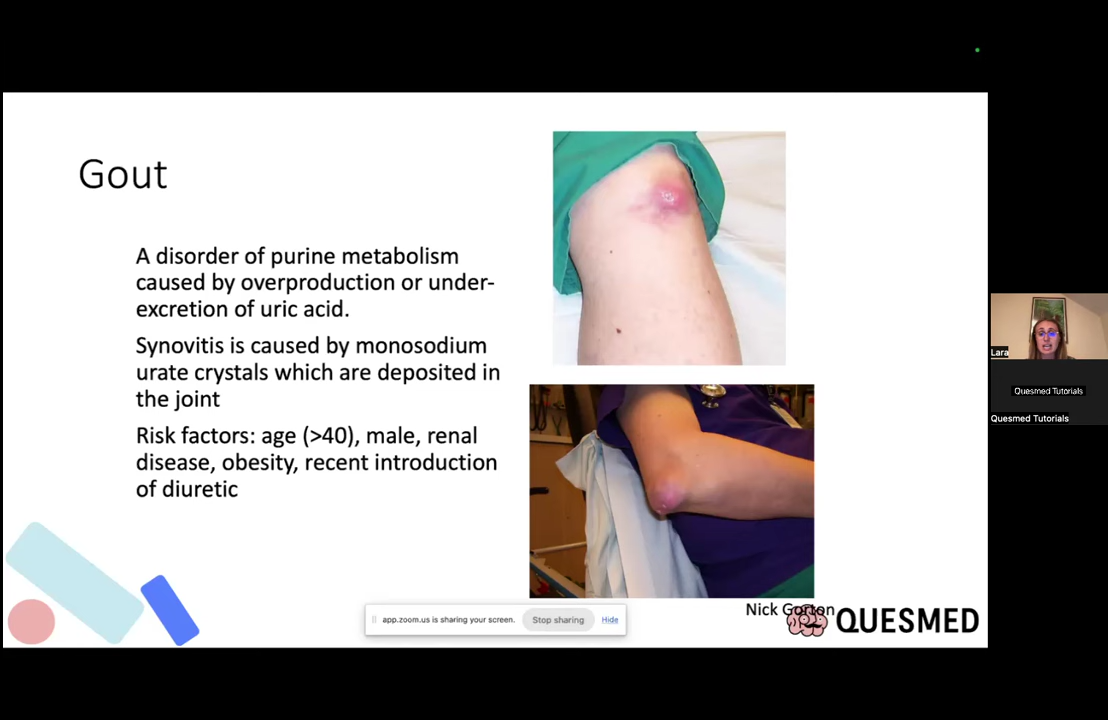 Gout
A disorder of purine metabolism
caused by overproduction or under-
excretion of uric acid.
Synovitis is caused by monosodium
urate crystals which are deposited in
the joint
Risk factors: age (>40), male, renal
disease, obesity, recent introduction
of diuretic
Nick Gorton
QUESMED
app.zoom.us is sharing your screen.
Stop sharing
Hide
Lara
Quesmed Tutorials
Quesmed Tutorials